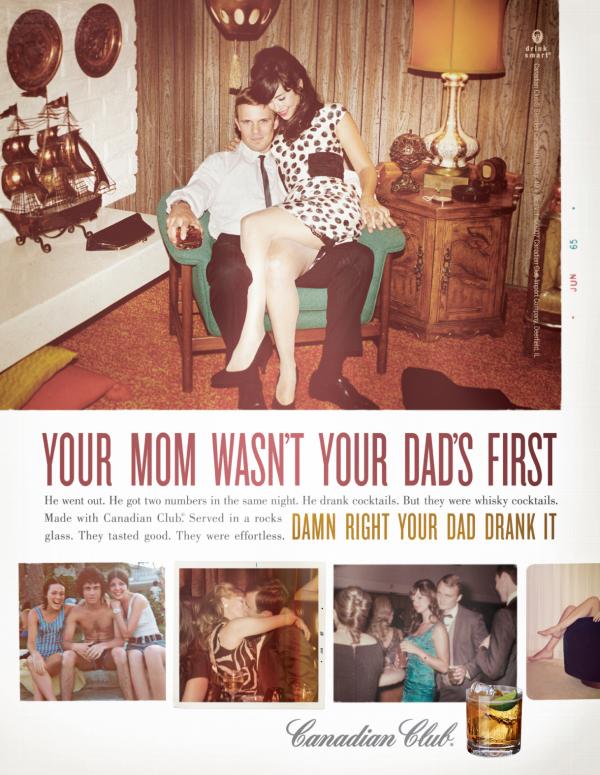 drink
smart®
JUN 65
YOUR MOM WASN'T YOUR DAD'S FIRST
He went out. He got two numbers in the same night. He drank cocktails. But they were whisky cocktails.
Made with Canadian Club®. Served in a rocks
glass. They tasted good. They were effortless.
DAMN RIGHT YOUR DAD DRANK IT
Canadian Club®